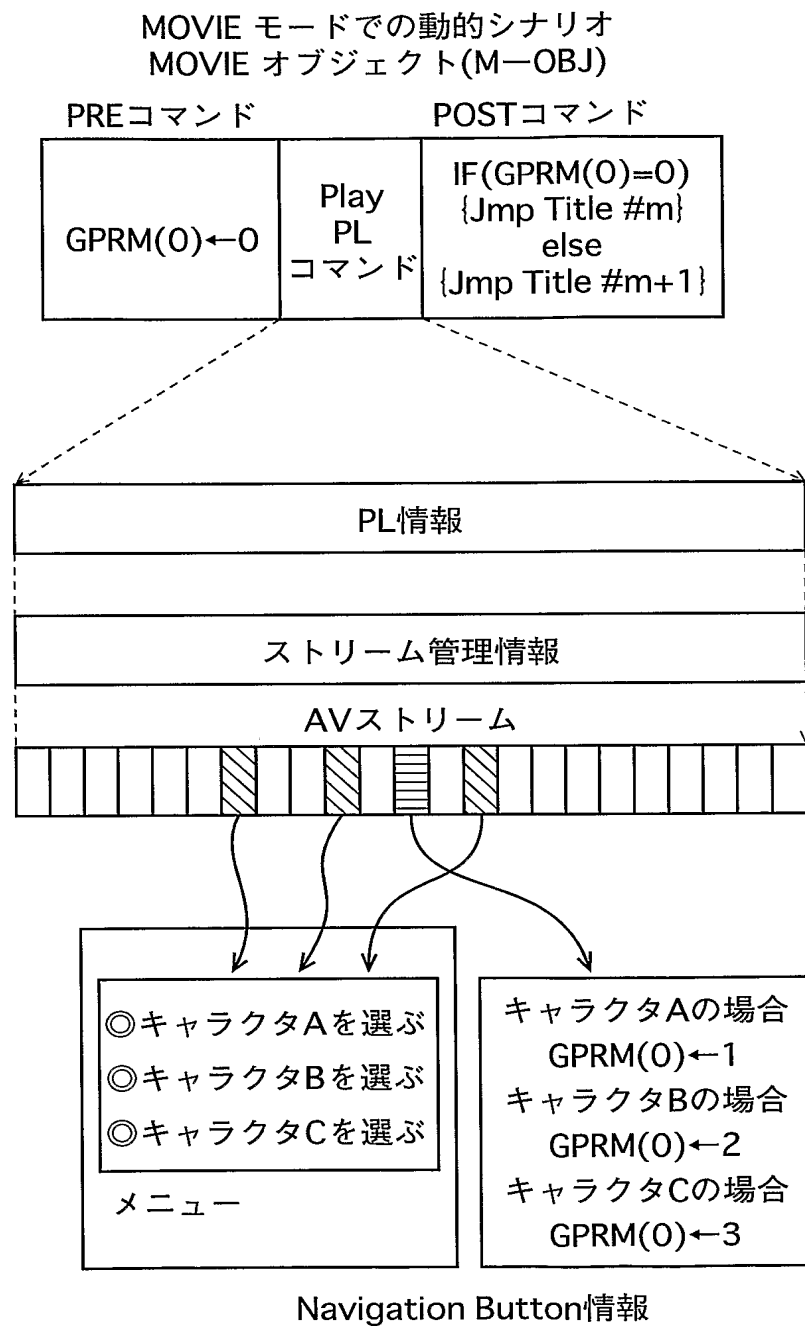 MOVIE モードでの動的シナリオ
MOVIE オブジェクト(M—OBJ)
PREコマンド
POSTコマンド
GPRM(0)←0
Play
PL
コマンド
IF(GPRM(0)=0)
{Jmp Title #m}
else
{Jmp Title #m+1}
PL情報
ストリーム管理情報
AVストリーム
◎キャラクタAを選ぶ
◎キャラクタBを選ぶ
◎キャラクタCを選ぶ
メニュー
キャラクタAの場合
GPRM(0)←1
キャラクタBの場合
GPRM(0)←2
キャラクタCの場合
GPRM(0)←3
Navigation Button情報